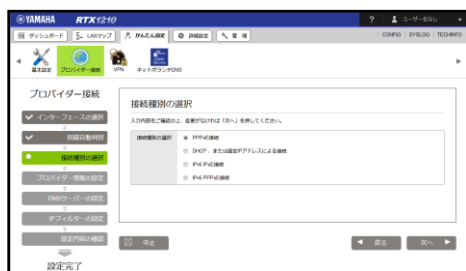 YAMAHA RTX1210
? ユーザー名なし
ダッシュボード LANマップ かんたん設定 詳細設定 管理
CONFIG SYSLOG TECHINFO
基本設定 プロバイダー接続 VPN ネットボランチDNS
プロバイダー接続
インターフェースの選択
回線自動判別
接続種別の選択
プロバイダー情報の設定
DNSサーバーの設定
IPフィルターの設定
設定内容の確認
設定完了
接続種別の選択
入力内容をご確認の上、変更がなければ「次へ」を押してください。
接続種別の選択
PPPoE接続
DHCP 、または固定IPアドレスによる接続
IPv6 IPoE接続
IPv6 PPPoE接続
中止
戻る 次へ